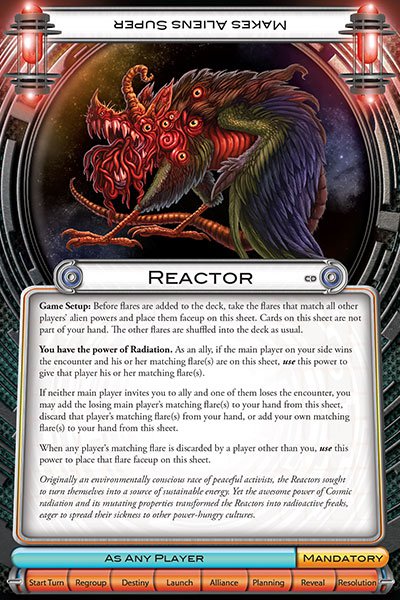 MAKES ALIENS SUPER
REACTOR
CD
Game Setup: Before flares are added to the deck, take the flares that match all other
players' alien powers and place them faceup on this sheet. Cards on this sheet are not
part of your hand. The other flares are shuffled into the deck as usual.
You have the power of Radiation. As an ally, if the main player on your side wins
the encounter and his or her matching flare(s) are on this sheet, use this power to
give that player his or her matching flare(s).
If neither main player invites you to ally and one of them loses the encounter, you
may add the losing main player's matching flare(s) to your hand from this sheet,
discard that player's matching flare(s) from your hand, or add your own matching
flare(s) to your hand from this sheet.
When any player's matching flare is discarded by a player other than you, use this
power to place that flare faceup on this sheet.
Originally an environmentally conscious race of peaceful activists, the Reactors sought
to turn themselves into a source of sustainable energy. Yet the awesome power of Cosmic
radiation and its mutating properties transformed the Reactors into radioactive freaks,
eager to spread their sickness to other power-hungry cultures.
AS ANY PLAYER MANDATORY
Start Turn Regroup Destiny Launch Alliance Planning Reveal Resolution